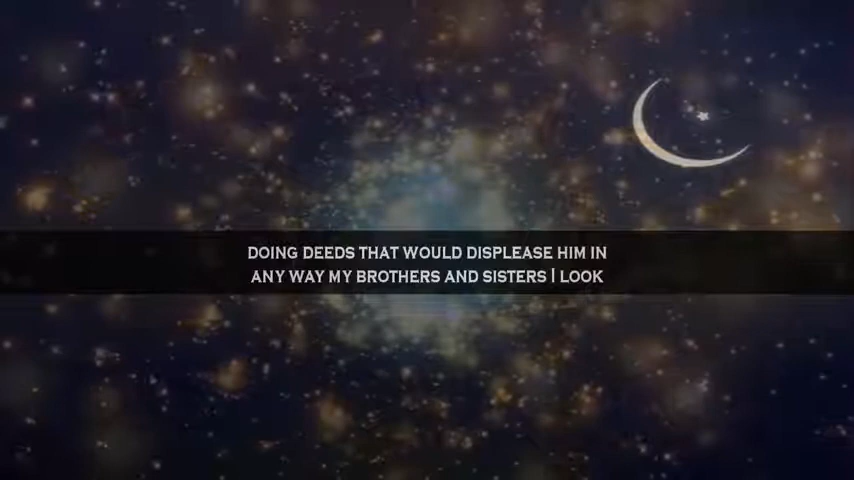 DOING DEEDS THAT WOULD DISPLEASE HIM IN
ANY WAY MY BROTHERS AND SISTERS I LOOK